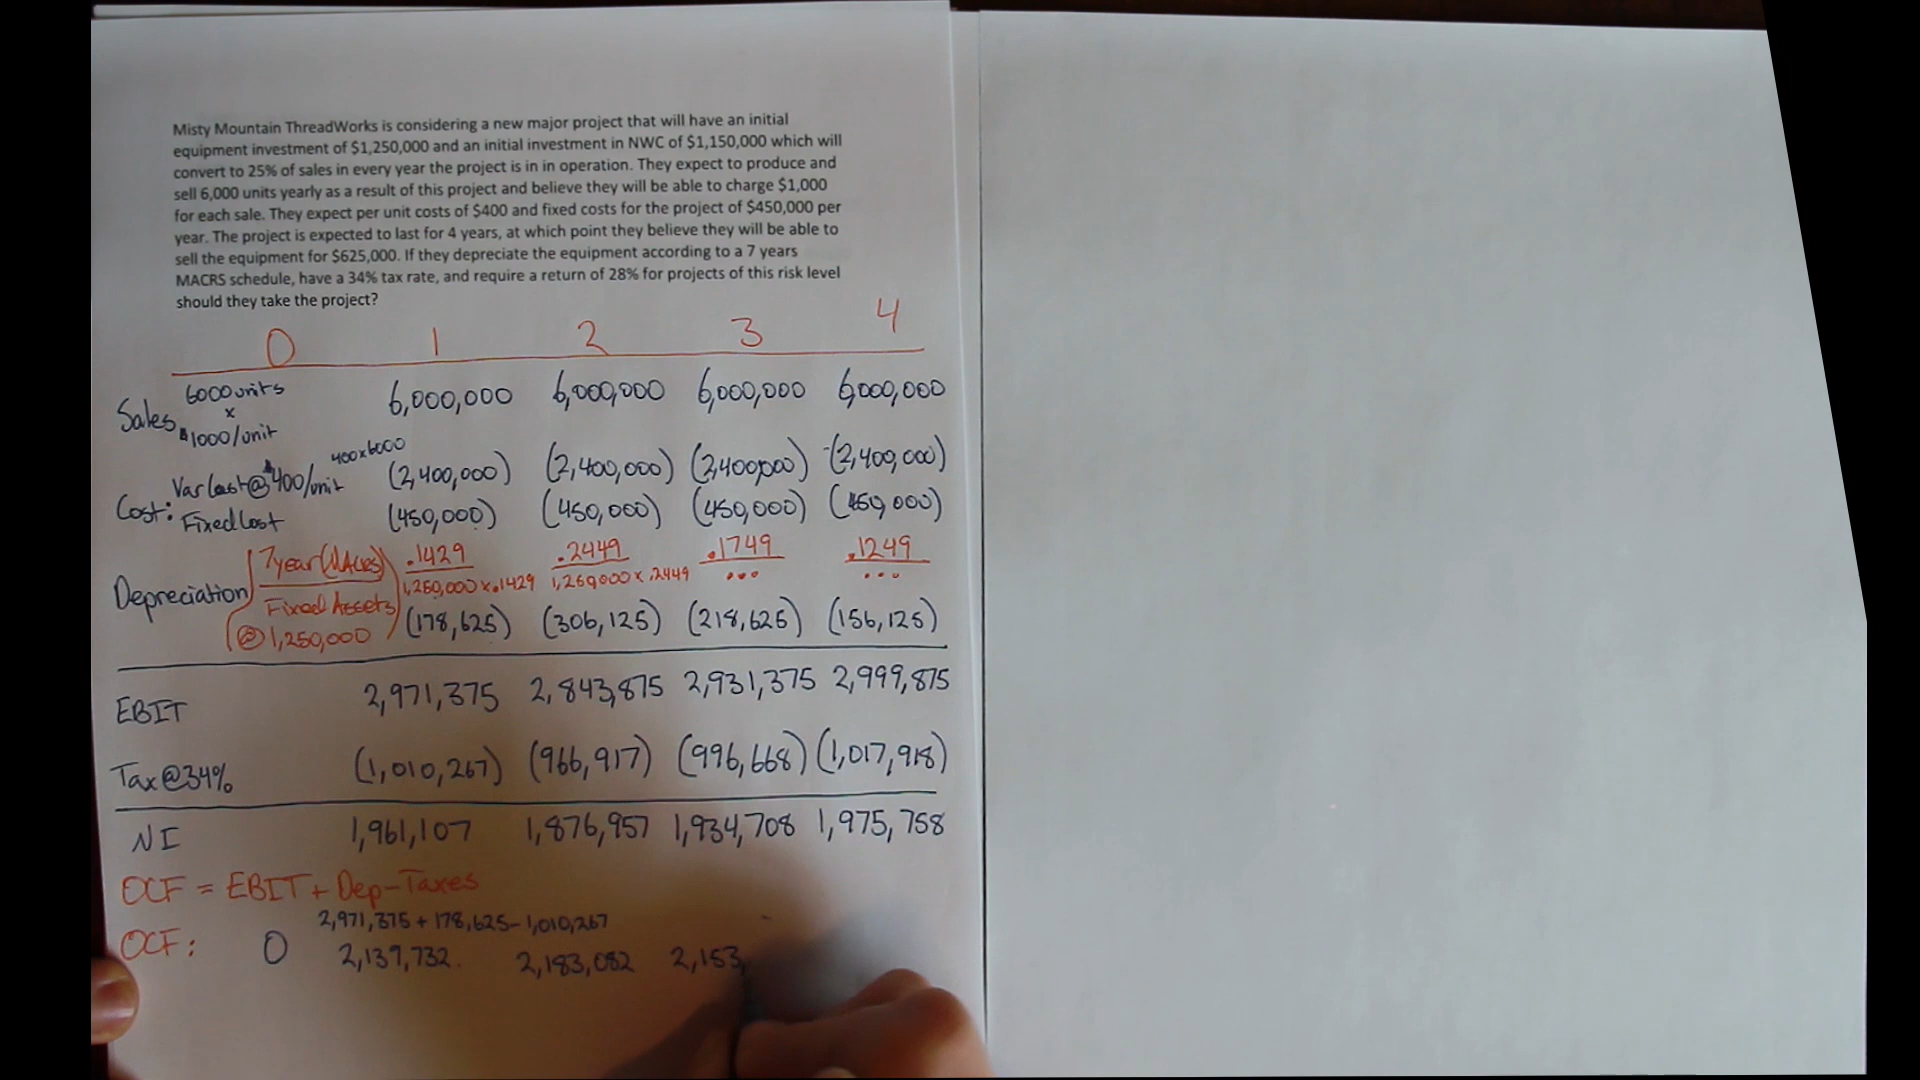 Misty Mountain ThreadWorks is considering a new major project that will have an initial
equipment investment of $1,250,000 and an initial investment in NWC of $1,150,000 which will
convert to 25% of sales in every year the project is in in operation. They expect to produce and
sell 6,000 units yearly as a result of this project and believe they will be able to charge $1,000
for each sale. They expect per unit costs of $400 and fixed costs for the project of $450,000 per
year. The project is expected to last for 4 years, at which point they believe they will be able to
sell the equipment for $625,000. If they depreciate the equipment according to a 7 years
MACRS schedule, have a 34% tax rate, and require a return of 28% for projects of this risk level
should they take the project?
0 1 2 3 4
Sales 6000 units x $1000/unit 6,000,000 6,000,000 6,000,000 6,000,000
400x6000
Cost: Var Cost @ $400/unit (2,400,000) (2,400,000) (2,400,000) (2,400,000)
Fixed Cost (450,000) (450,000) (450,000) (450,000)
7 year (MACRS) .1429 .2449 .1749 .1249
Depreciation Fixed Assets 1,250,000 x .1429 1,250,000 x .2449 ... ...
@ 1,250,000 (178,625) (306,125) (218,625) (156,125)
EBIT 2,971,375 2,843,875 2,931,375 2,999,875
Tax @ 34% (1,010,267) (966,917) (996,668) (1,017,918)
NI 1,961,107 1,876,957 1,934,708 1,975,758
OCF = EBIT + Dep - Taxes
2,971,375 + 178,625 - 1,010,267
OCF: 0 2,139,732. 2,183,082 2,153,